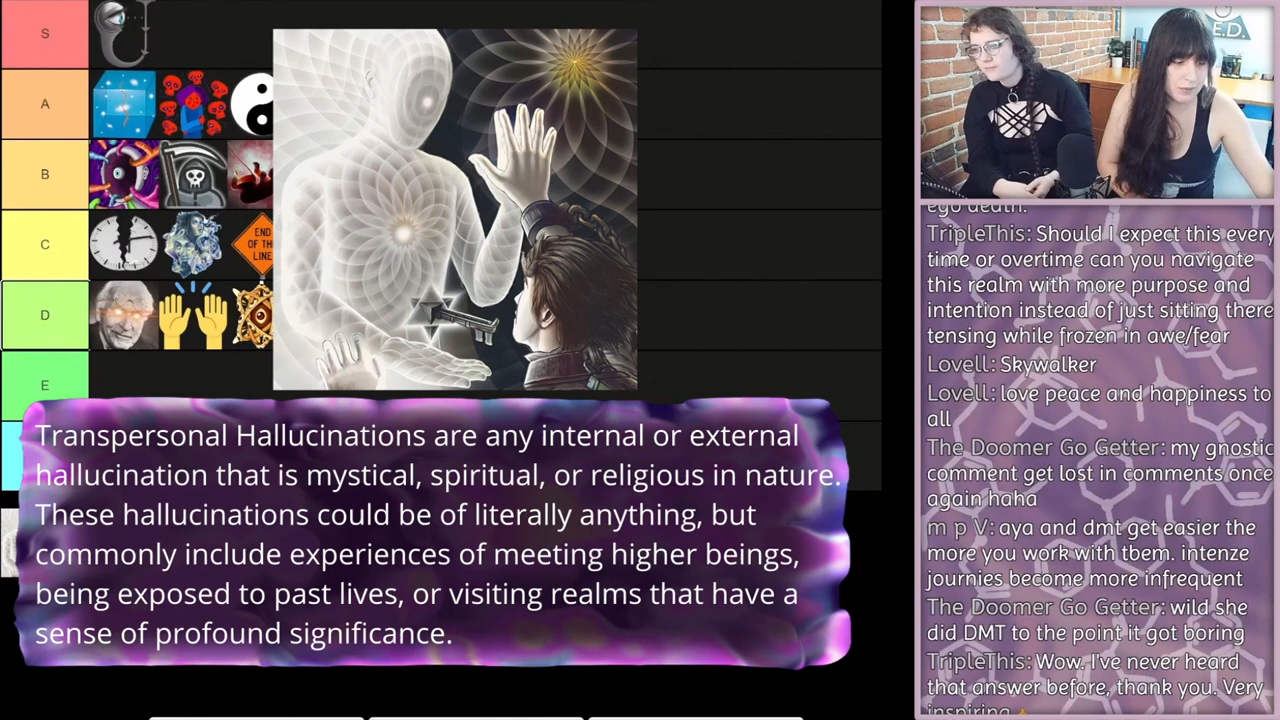 S
A
B
C
D
E
END
OF TH
LINE
Transpersonal Hallucinations are any internal or external
hallucination that is mystical, spiritual, or religious in nature.
These hallucinations could be of literally anything, but
commonly include experiences of meeting higher beings,
being exposed to past lives, or visiting realms that have a
sense of profound significance.
E.D.
ego death.
TripleThis: Should I expect this every
time or overtime can you navigate
this realm with more purpose and
intention instead of just sitting there
tensing while frozen in awe/fear
Lovell: Skywalker
Lovell: love peace and happiness to
all
The Doomer Go Getter: my gnostic
comment get lost in comments once
again haha
m p V: aya and dmt get easier the
more you work with tbem. intenze
journies become more infrequent
The Doomer Go Getter: wild she
did DMT to the point it got boring
TripleThis: Wow. I've never heard
that answer before, thank you. Very
inspiring